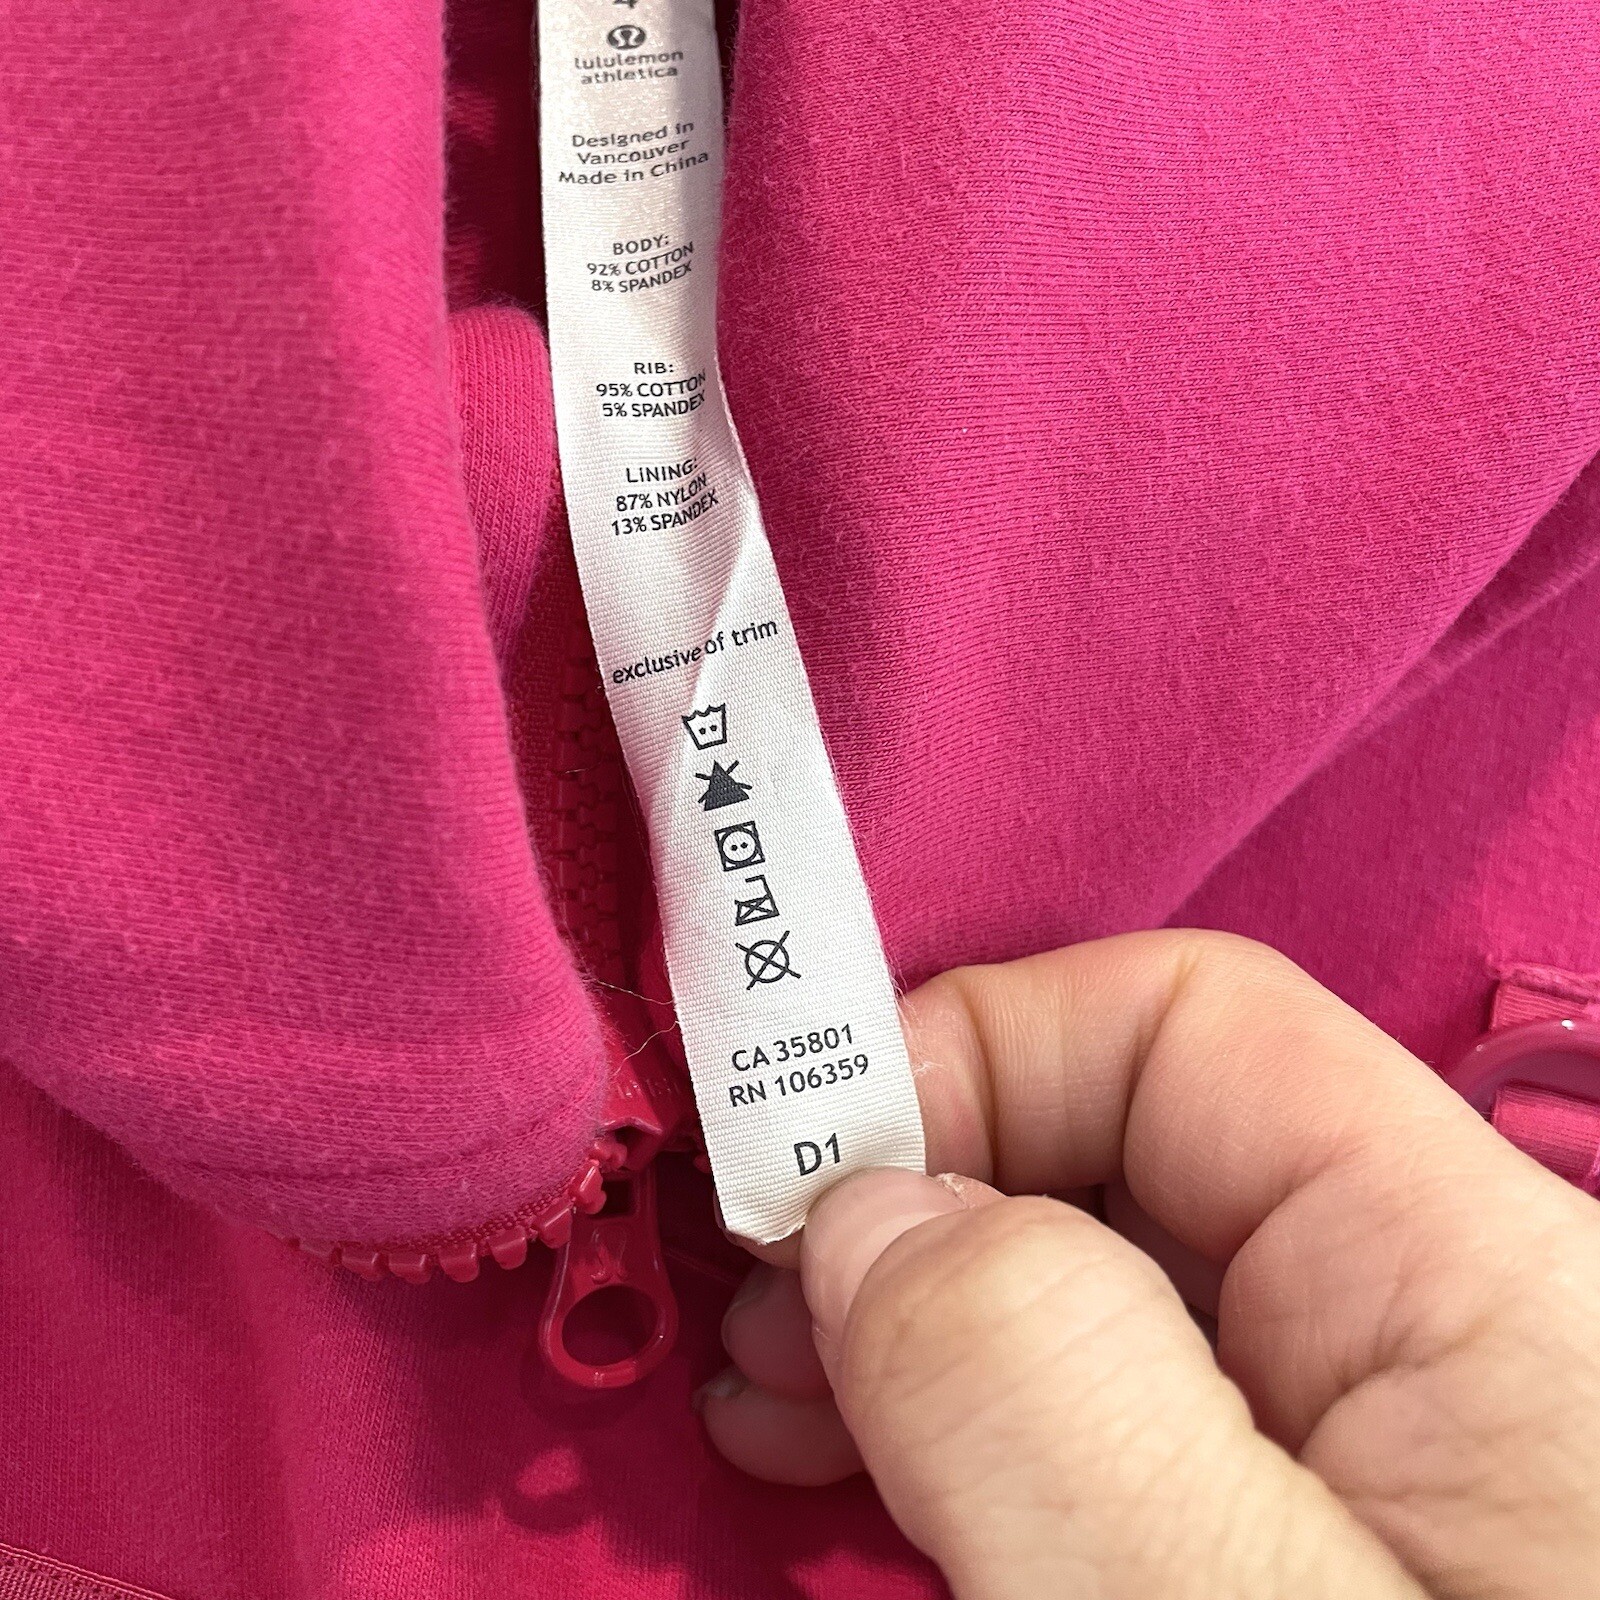 4
lululemon
athletica
Designed in
Vancouver
Made in China
BODY:
92% COTTON
8% SPANDEX
RIB:
95% COTTON
5% SPANDEX
LINING:
87% NYLON
13% SPANDEX
exclusive of trim
CA 35801
RN 106359
D1